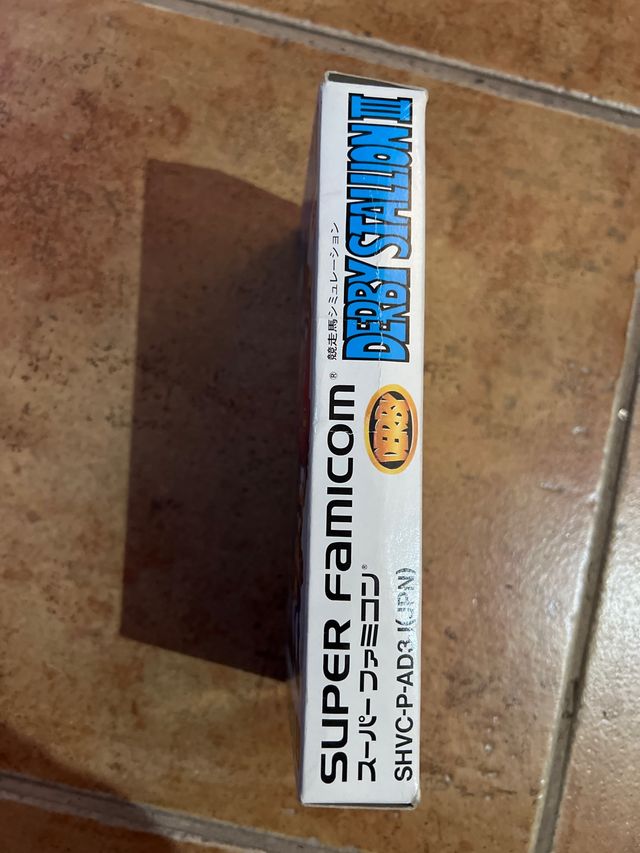 SUPER FAMICOM®
スーパーファミコン®
SHVC-P-AD3J(JPN)
DERBY
競走馬シミュレーション
DERBY STALLION III